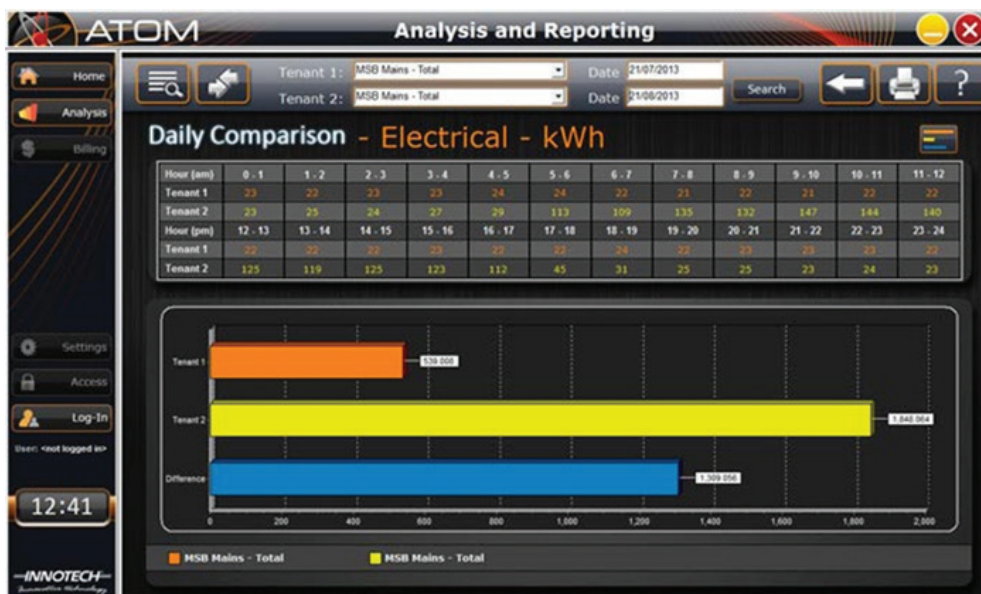 ATOM Analysis and Reporting
Home
Analysis
Billing
Settings
Access
Log-In
User: <not logged in>
12:41
INNOTECH
Tenant 1: MSB Mains - Total Date 21/07/2013
Tenant 2: MSB Mains - Total Date 21/08/2013
Search
?
Daily Comparison - Electrical - kWh
Hour (am) 0 - 1 1 - 2 2 - 3 3 - 4 4 - 5 5 - 6 6 - 7 7 - 8 8 - 9 9 - 10 10 - 11 11 - 12
Tenant 1 23 22 23 23 24 24 22 21 22 21 22 22
Tenant 2 23 25 24 27 29 113 109 135 132 147 144 140
Hour (pm) 12 - 13 13 - 14 14 - 15 15 - 16 16 - 17 17 - 18 18 - 19 19 - 20 20 - 21 21 - 22 22 - 23 23 - 24
Tenant 1 22 22 22 23 22 22 24 22 23 23 23 22
Tenant 2 125 119 125 123 112 45 31 25 25 23 24 23
Tenant 1 539.008
Tenant 2 1,848.064
Difference 1,309.056
0 200 400 600 800 1,000 1,200 1,400 1,600 1,800 2,000
MSB Mains - Total MSB Mains - Total